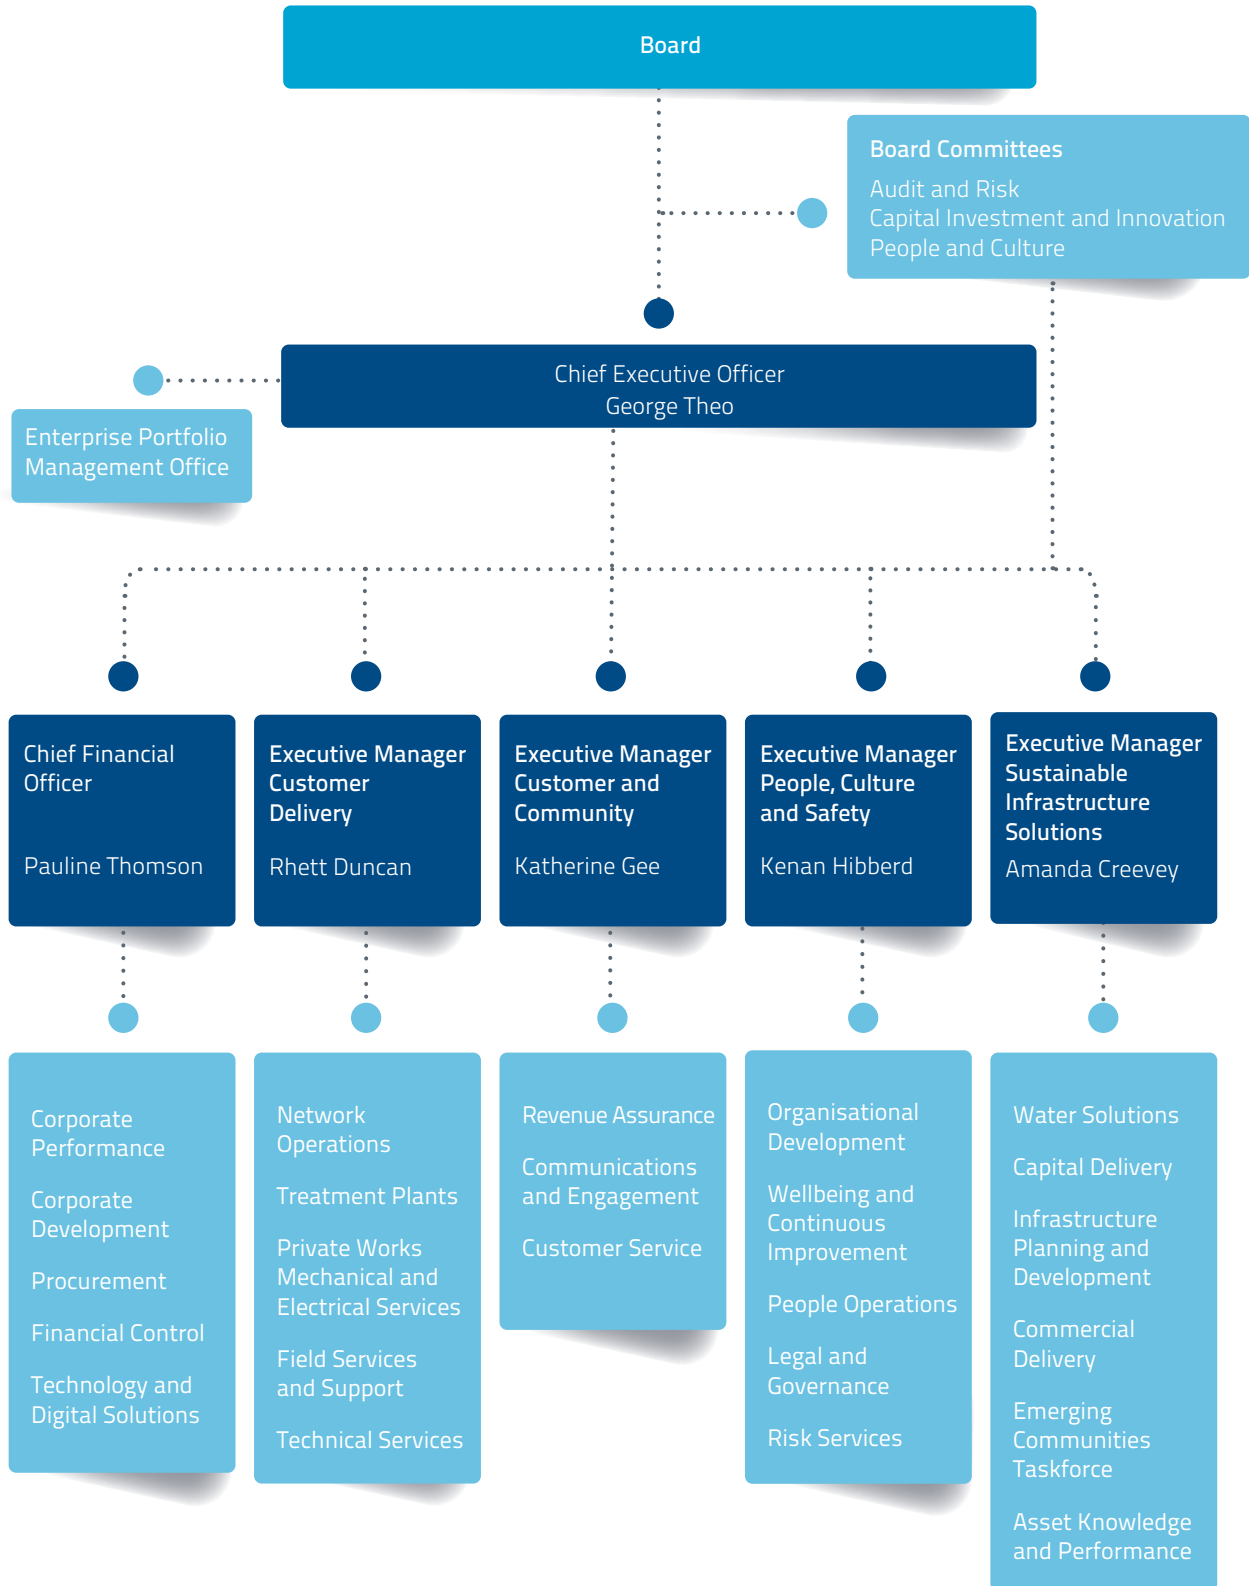 Board
Board Committees
Audit and Risk
Capital Investment and Innovation
People and Culture
Chief Executive Officer
George Theo
Enterprise Portfolio
Management Office
Chief Financial
Officer
Pauline Thomson
Executive Manager
Customer
Delivery
Rhett Duncan
Executive Manager
Customer and
Community
Katherine Gee
Executive Manager
People, Culture
and Safety
Kenan Hibberd
Executive Manager
Sustainable
Infrastructure
Solutions
Amanda Creevey
Corporate
Performance
Corporate
Development
Procurement
Financial Control
Technology and
Digital Solutions
Network
Operations
Treatment Plants
Private Works
Mechanical and
Electrical Services
Field Services
and Support
Technical Services
Revenue Assurance
Communications
and Engagement
Customer Service
Organisational
Development
Wellbeing and
Continuous
Improvement
People Operations
Legal and
Governance
Risk Services
Water Solutions
Capital Delivery
Infrastructure
Planning and
Development
Commercial
Delivery
Emerging
Communities
Taskforce
Asset Knowledge
and Performance